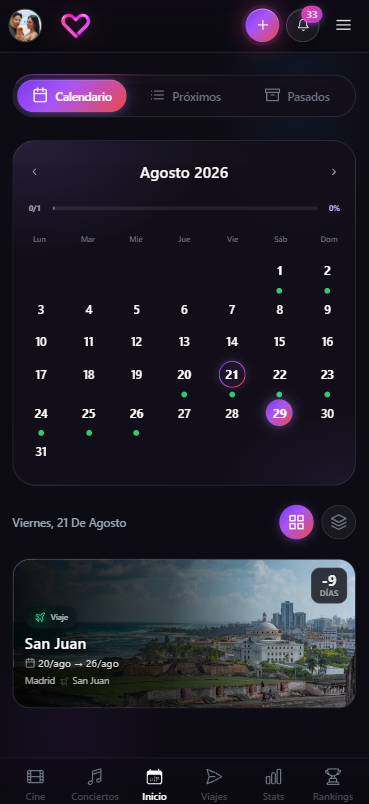 33
Calendario
Próximos
Pasados
Agosto 2026
0/1
0%
Lun Mar Mié Jue Vie Sáb Dom
1 2
3 4 5 6 7 8 9
10 11 12 13 14 15 16
17 18 19 20 21 22 23
24 25 26 27 28 29 30
31
Viernes, 21 De Agosto
-9
DÍAS
Viaje
San Juan
20/ago → 26/ago
Madrid San Juan
Cine Conciertos Inicio Viajes Stats Rankings